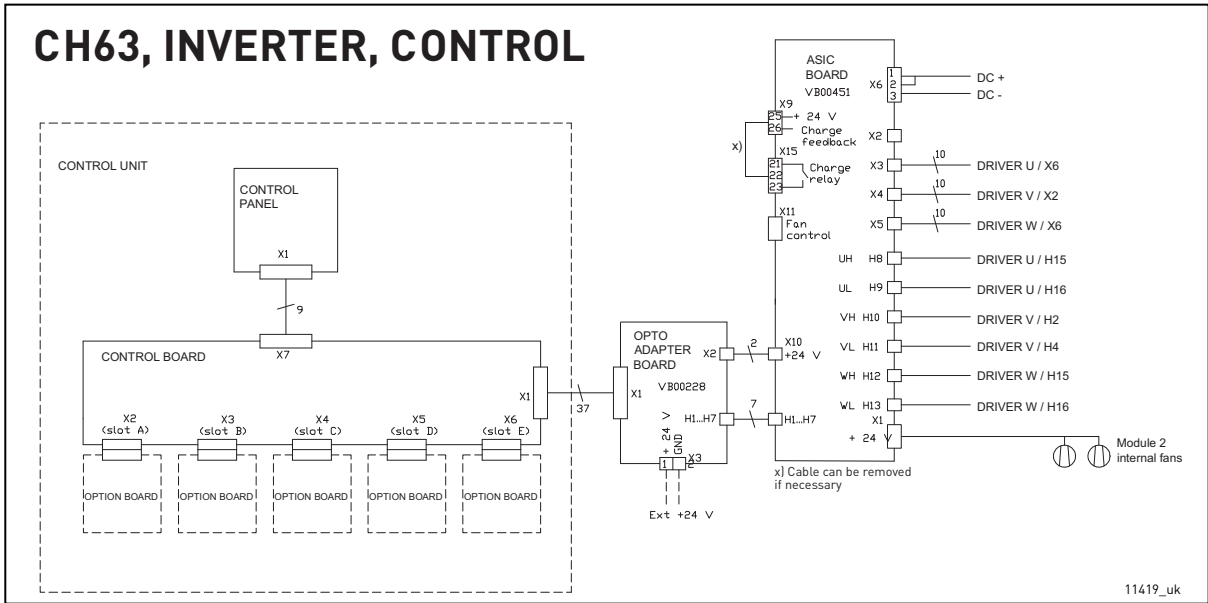 CH63, INVERTER, CONTROL
CONTROL UNIT
CONTROL
PANEL
X1
9
X7
CONTROL BOARD
X1
X2
(slot A)
X3
(slot B)
X4
(slot C)
X5
(slot D)
X6
(slot E)
OPTION BOARD
OPTION BOARD
OPTION BOARD
OPTION BOARD
OPTION BOARD
37
OPTO
ADAPTER
BOARD
VB00228
X1
X2
2
H1...H7
7
+ 24 V
GND
X3
1
2
Ext +24 V
ASIC
BOARD
VB00451
X6
1
2
3
DC +
DC -
X9
25
+ 24 V
26
Charge
feedback
x)
X15
21
22
23
Charge
relay
X11
Fan
control
X2
X3
10
DRIVER U / X6
X4
10
DRIVER V / X2
X5
10
DRIVER W / X6
UH H8
DRIVER U / H15
UL H9
DRIVER U / H16
VH H10
DRIVER V / H2
VL H11
DRIVER V / H4
WH H12
DRIVER W / H15
WL H13
DRIVER W / H16
X10
+24 V
H1...H7
X1
+ 24 V
Module 2
internal fans
x) Cable can be removed
if necessary
11419_uk